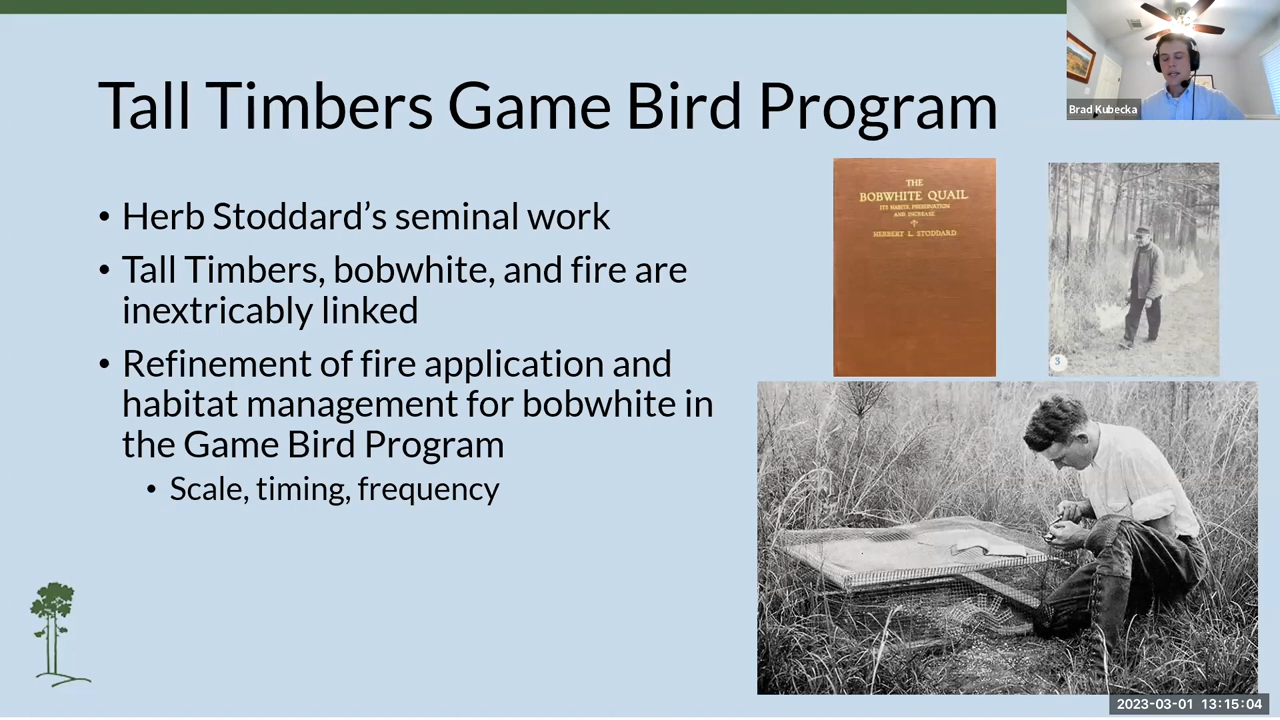 Tall Timbers Game Bird Program
Brad Kubecka
• Herb Stoddard’s seminal work
• Tall Timbers, bobwhite, and fire are
inextricably linked
• Refinement of fire application and
habitat management for bobwhite in
the Game Bird Program
• Scale, timing, frequency
THE
BOBWHITE QUAIL
ITS HABITS, PRESERVATION
AND INCREASE
HERBERT L. STODDARD
3
2023-03-01 13:15:04